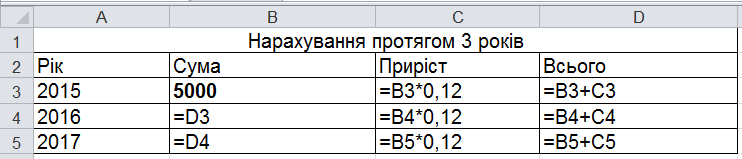 A B C D
1 Нарахування протягом 3 років
2 Рік Сума Приріст Всього
3 2015 5000 =B3*0,12 =B3+C3
4 2016 =D3 =B4*0,12 =B4+C4
5 2017 =D4 =B5*0,12 =B5+C5